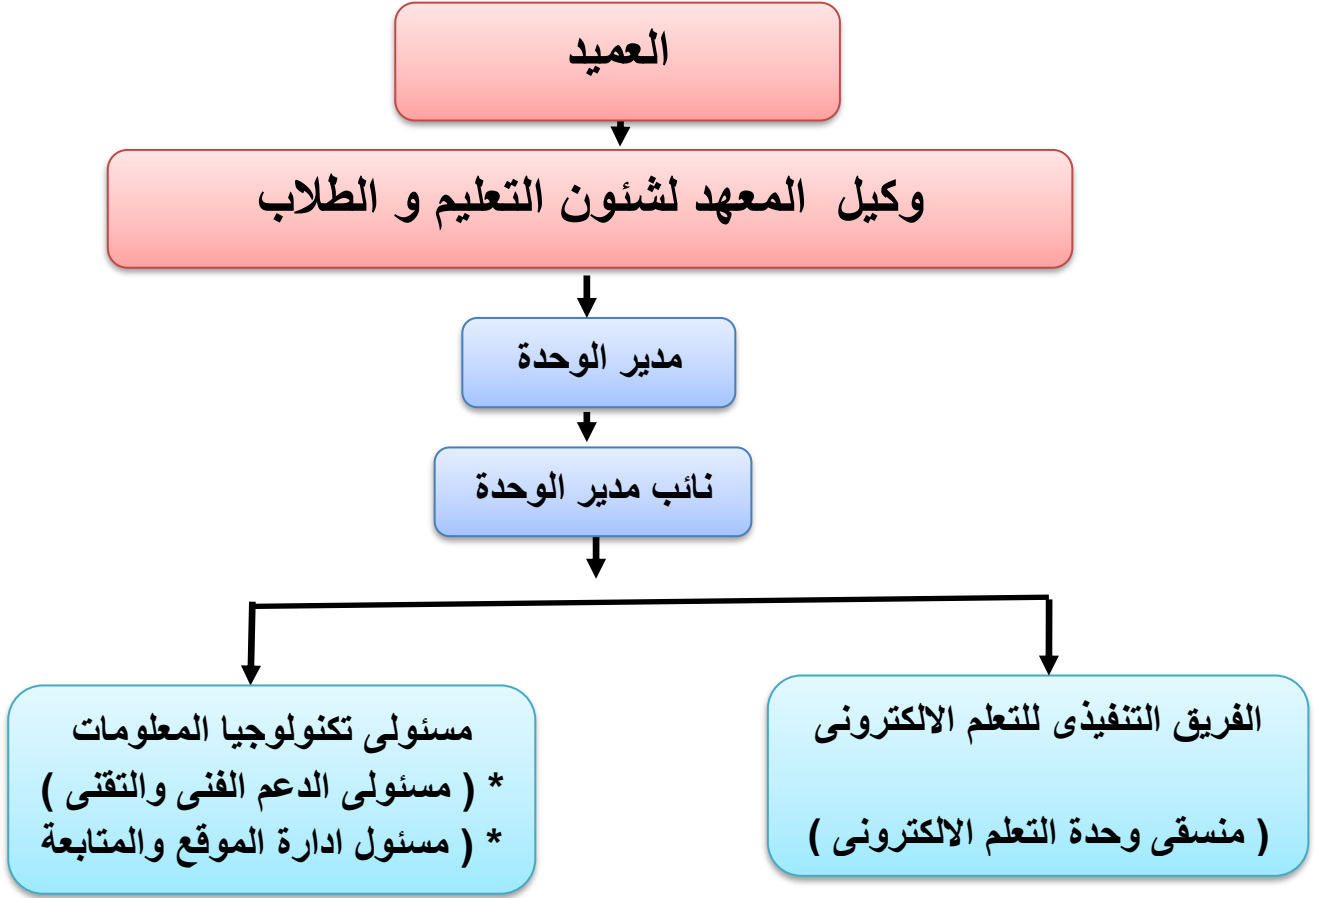 العميد
وكيل المعهد لشئون التعليم و الطلاب
مدير الوحدة
نائب مدير الوحدة
الفريق التنفيذى للتعلم الالكترونى
( منسقى وحدة التعلم الالكترونى )
مسئولى تكنولوجيا المعلومات
* ( مسئولى الدعم الفنى والتقنى )
* ( مسئول ادارة الموقع والمتابعة